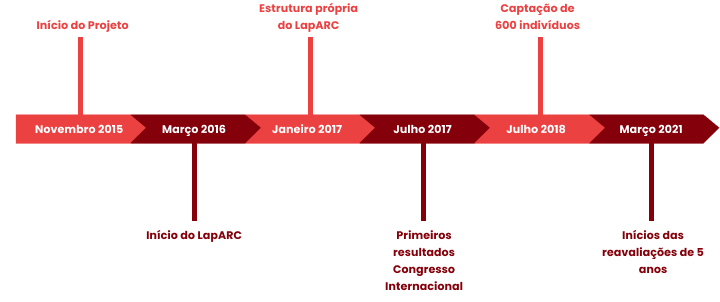 Início do Projeto
Estrutura própria
do LapARC
Captação de
600 indivíduos
Novembro 2015
Março 2016
Janeiro 2017
Julho 2017
Julho 2018
Março 2021
Início do LapARC
Primeiros
resultados
Congresso
Internacional
Inícios das
reavaliações de 5
anos